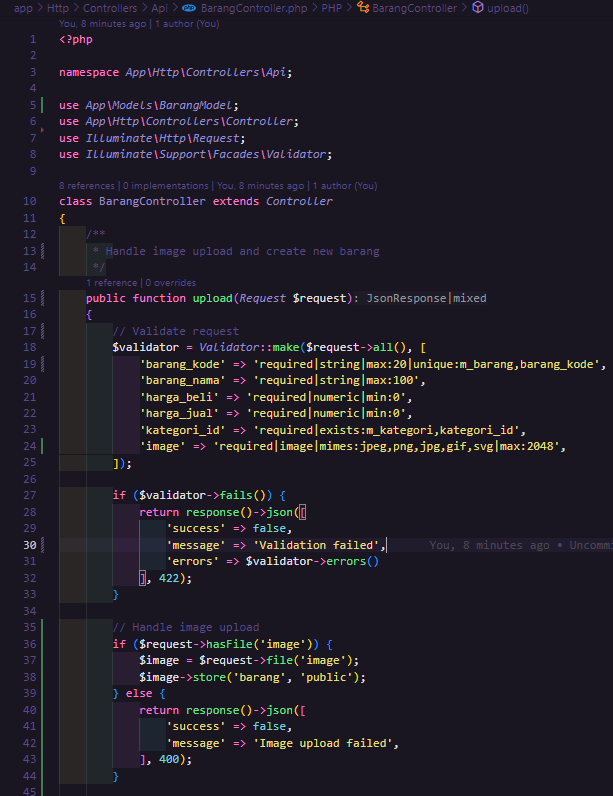 app > Http > Controllers > Api > BarangController.php > PHP > BarangController > upload()
You, 8 minutes ago | 1 author (You)
1 <?php
2
3 namespace App\Http\Controllers\Api;
4
5 use App\Models\BarangModel;
6 use App\Http\Controllers\Controller;
7 use Illuminate\Http\Request;
8 use Illuminate\Support\Facades\Validator;
9
8 references | 0 implementations | You, 8 minutes ago | 1 author (You)
10 class BarangController extends Controller
11 {
12     /**
13      * Handle image upload and create new barang
14      */
1 reference | 0 overrides
15     public function upload(Request $request): JsonResponse|mixed
16     {
17         // Validate request
18         $validator = Validator::make($request->all(), [
19             'barang_kode' => 'required|string|max:20|unique:m_barang,barang_kode',
20             'barang_nama' => 'required|string|max:100',
21             'harga_beli' => 'required|numeric|min:0',
22             'harga_jual' => 'required|numeric|min:0',
23             'kategori_id' => 'required|exists:m_kategori,kategori_id',
24             'image' => 'required|image|mimes:jpeg,png,jpg,gif,svg|max:2048',
25         ]);
26
27         if ($validator->fails()) {
28             return response()->json([
29                 'success' => false,
30                 'message' => 'Validation failed', You, 8 minutes ago • Uncommi
31                 'errors' => $validator->errors()
32             ], 422);
33         }
34
35         // Handle image upload
36         if ($request->hasFile('image')) {
37             $image = $request->file('image');
38             $image->store('barang', 'public');
39         } else {
40             return response()->json([
41                 'success' => false,
42                 'message' => 'Image upload failed',
43             ], 400);
44         }
45